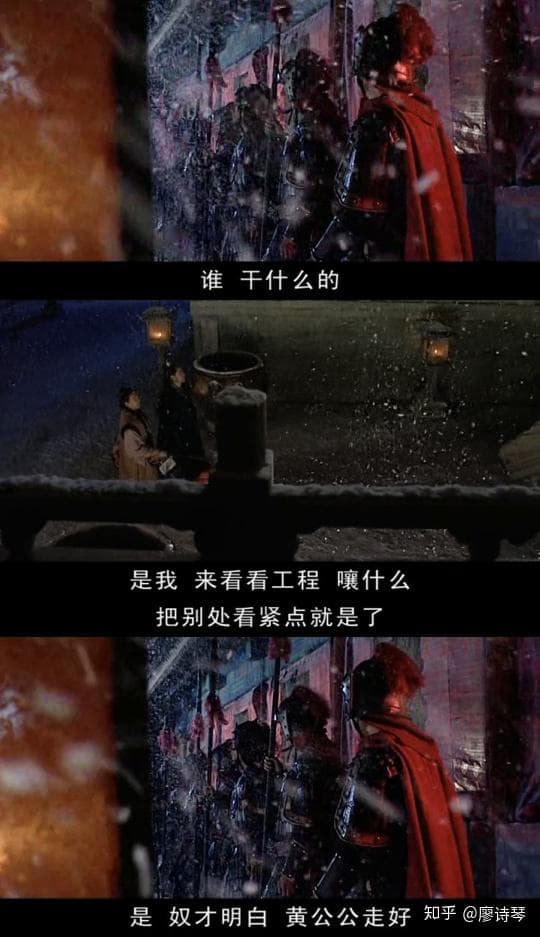 谁 干什么的
是我 来看看工程 嚷什么
把别处看紧点就是了
是 奴才明白 黄公公走好
知乎 @廖诗琴